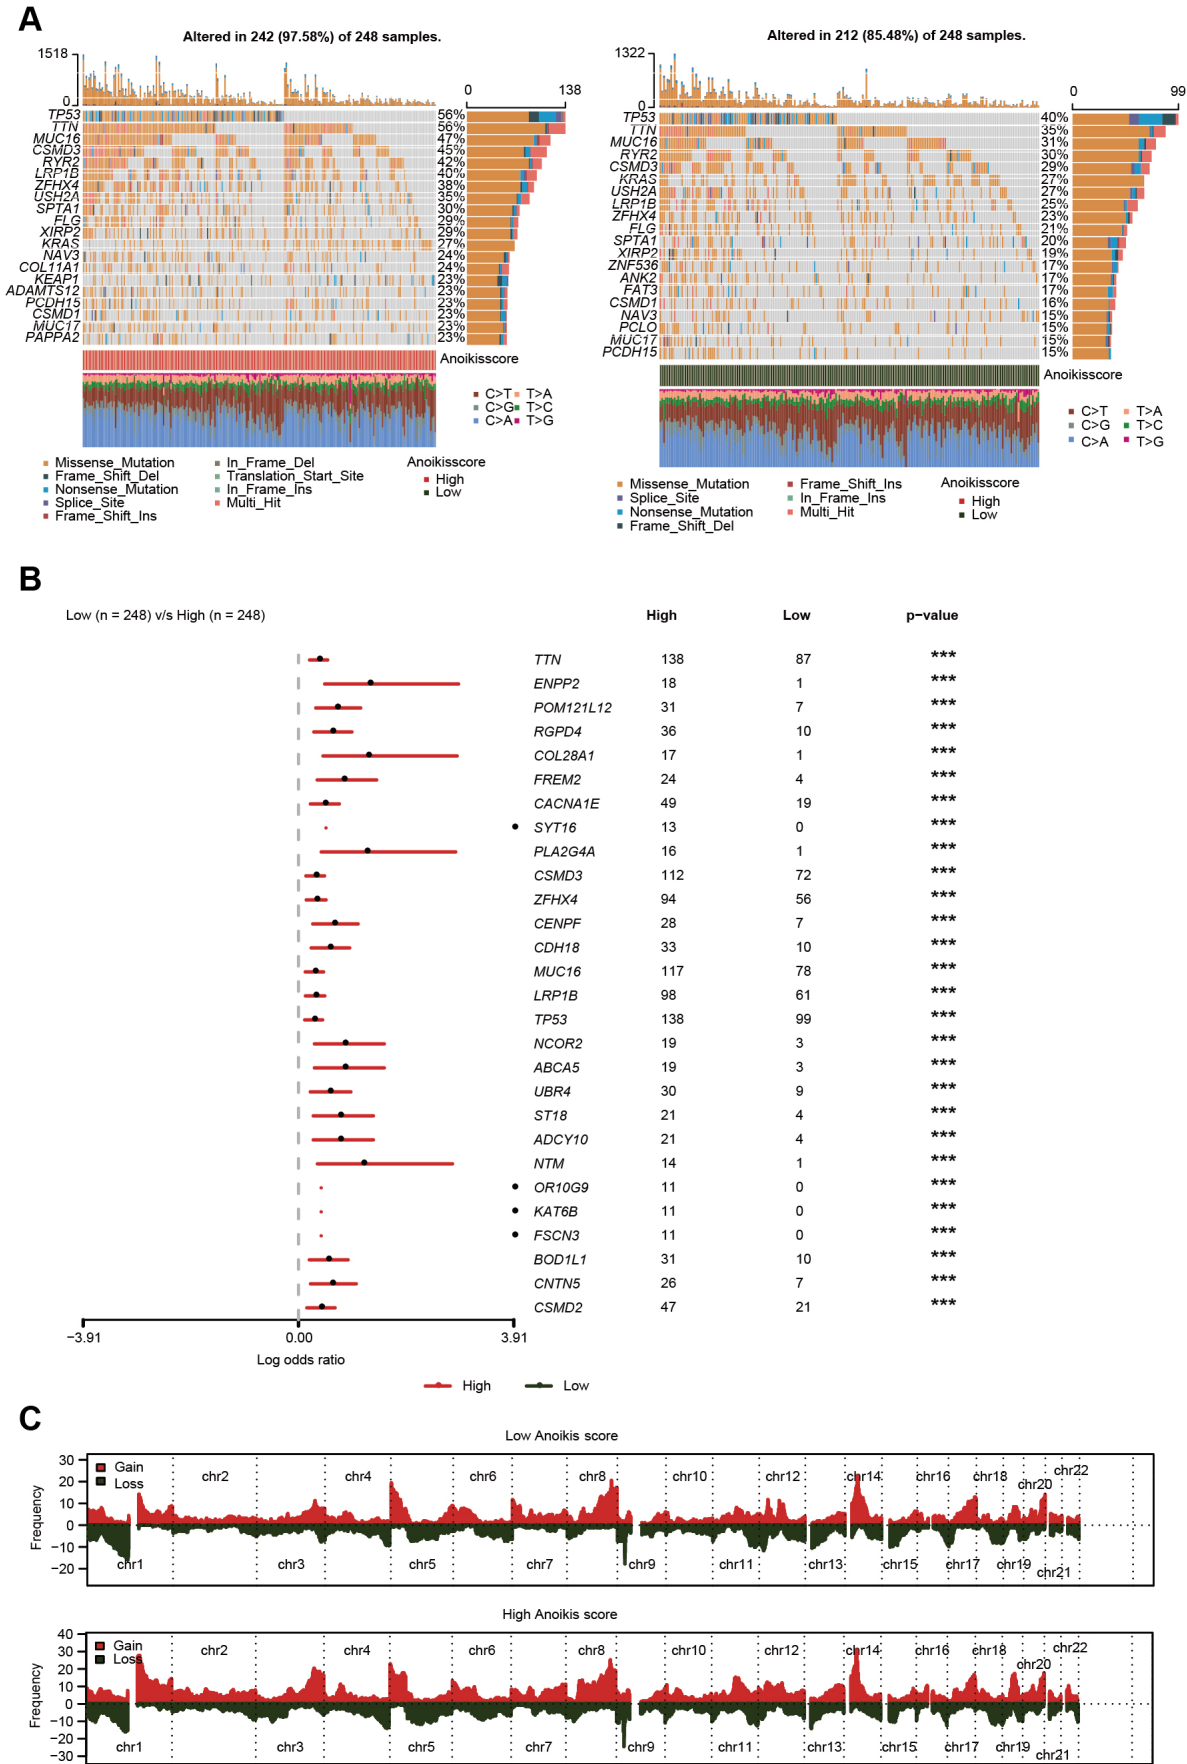 A
Altered in 242 (97.58%) of 248 samples.
1518
0
0 138
TP53 56%
TTN 56%
MUC16 47%
CSMD3 45%
RYR2 42%
LRP1B 40%
ZFHX4 38%
USH2A 35%
SPTA1 30%
FLG 29%
XIRP2 29%
KRAS 27%
NAV3 24%
COL11A1 24%
KEAP1 23%
ADAMTS12 23%
PCDH15 23%
CSMD1 23%
MUC17 23%
PAPPA2 23%
Anoikisscore
C>T T>A
C>G T>C
C>A T>G
Missense_Mutation
Frame_Shift_Del
Nonsense_Mutation
Splice_Site
Frame_Shift_Ins
In_Frame_Del
Translation_Start_Site
In_Frame_Ins
Multi_Hit
Anoikisscore
High
Low
Altered in 212 (85.48%) of 248 samples.
1322
0
0 99
TP53 40%
TTN 35%
MUC16 31%
RYR2 30%
CSMD3 29%
KRAS 27%
USH2A 27%
LRP1B 25%
ZFHX4 23%
FLG 21%
SPTA1 20%
XIRP2 19%
ZNF536 17%
ANK2 17%
FAT3 17%
CSMD1 16%
NAV3 15%
PCLO 15%
MUC17 15%
PCDH15 15%
Anoikisscore
C>T T>A
C>G T>C
C>A T>G
Missense_Mutation
Splice_Site
Nonsense_Mutation
Frame_Shift_Del
Frame_Shift_Ins
In_Frame_Ins
Multi_Hit
Anoikisscore
High
Low
B
Low (n = 248) v/s High (n = 248) High Low p−value
TTN 138 87 ***
ENPP2 18 1 ***
POM121L12 31 7 ***
RGPD4 36 10 ***
COL28A1 17 1 ***
FREM2 24 4 ***
CACNA1E 49 19 ***
SYT16 13 0 ***
PLA2G4A 16 1 ***
CSMD3 112 72 ***
ZFHX4 94 56 ***
CENPF 28 7 ***
CDH18 33 10 ***
MUC16 117 78 ***
LRP1B 98 61 ***
TP53 138 99 ***
NCOR2 19 3 ***
ABCA5 19 3 ***
UBR4 30 9 ***
ST18 21 4 ***
ADCY10 21 4 ***
NTM 14 1 ***
OR10G9 11 0 ***
KAT6B 11 0 ***
FSCN3 11 0 ***
BOD1L1 31 10 ***
CNTN5 26 7 ***
CSMD2 47 21 ***
−3.91 0.00 3.91
Log odds ratio
High Low
C
Low Anoikis score
Frequency
30
20
10
0
−10
−20
Gain
Loss
chr2 chr4 chr6 chr8 chr10 chr12 chr14 chr16 chr18 chr20 chr22
chr1 chr3 chr5 chr7 chr9 chr11 chr13 chr15 chr17 chr19 chr21
High Anoikis score
Frequency
40
30
20
10
0
−10
−20
−30
Gain
Loss
chr2 chr4 chr6 chr8 chr10 chr12 chr14 chr16 chr18 chr20 chr22
chr1 chr3 chr5 chr7 chr9 chr11 chr13 chr15 chr17 chr19 chr21